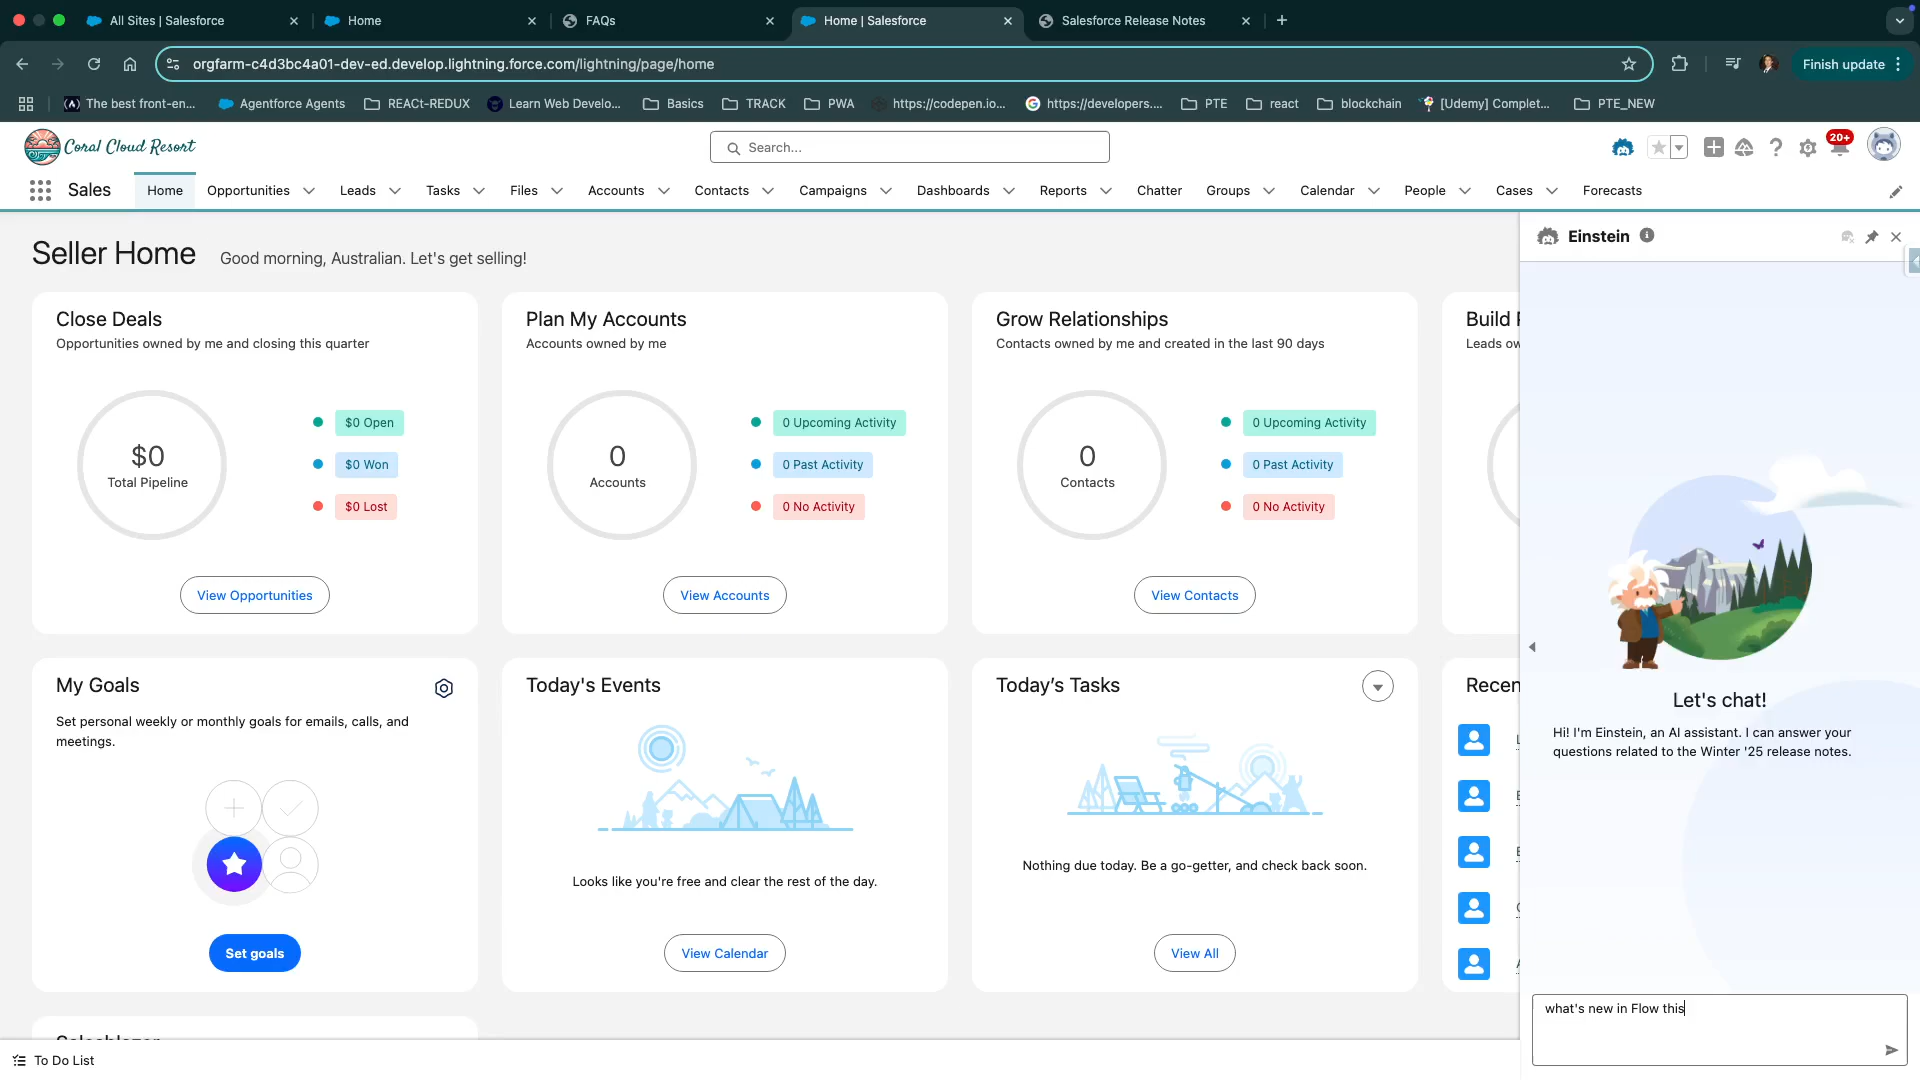 All Sites | Salesforce
Home
FAQs
Home | Salesforce
Salesforce Release Notes
orgfarm-c4d3bc4a01-dev-ed.develop.lightning.force.com/lightning/page/home
Finish update
The best front-en...
Agentforce Agents
REACt-REDUX
Learn Web Develo...
Basics
TRACK
PWA
https://codepen.io...
https://developers....
PTE
react
blockchain
[Udemy] Complet...
PTE_NEW
Coral Cloud Resort
Search...
20+
Sales
Home
Opportunities
Leads
Tasks
Files
Accounts
Contacts
Campaigns
Dashboards
Reports
Chatter
Groups
Calendar
People
Cases
Forecasts
Seller Home
Good morning, Australian. Let's get selling!
Close Deals
Opportunities owned by me and closing this quarter
$0
Total Pipeline
$0 Open
$0 Won
$0 Lost
View Opportunities
Plan My Accounts
Accounts owned by me
0
Accounts
0 Upcoming Activity
0 Past Activity
0 No Activity
View Accounts
Grow Relationships
Contacts owned by me and created in the last 90 days
0
Contacts
0 Upcoming Activity
0 Past Activity
0 No Activity
View Contacts
Build
Leads
My Goals
Set personal weekly or monthly goals for emails, calls, and
meetings.
Set goals
Today's Events
Looks like you're free and clear the rest of the day.
View Calendar
Today’s Tasks
Nothing due today. Be a go-getter, and check back soon.
View All
Recen
Einstein
Let's chat!
Hi! I'm Einstein, an AI assistant. I can answer your
questions related to the Winter '25 release notes.
what's new in Flow this
To Do List